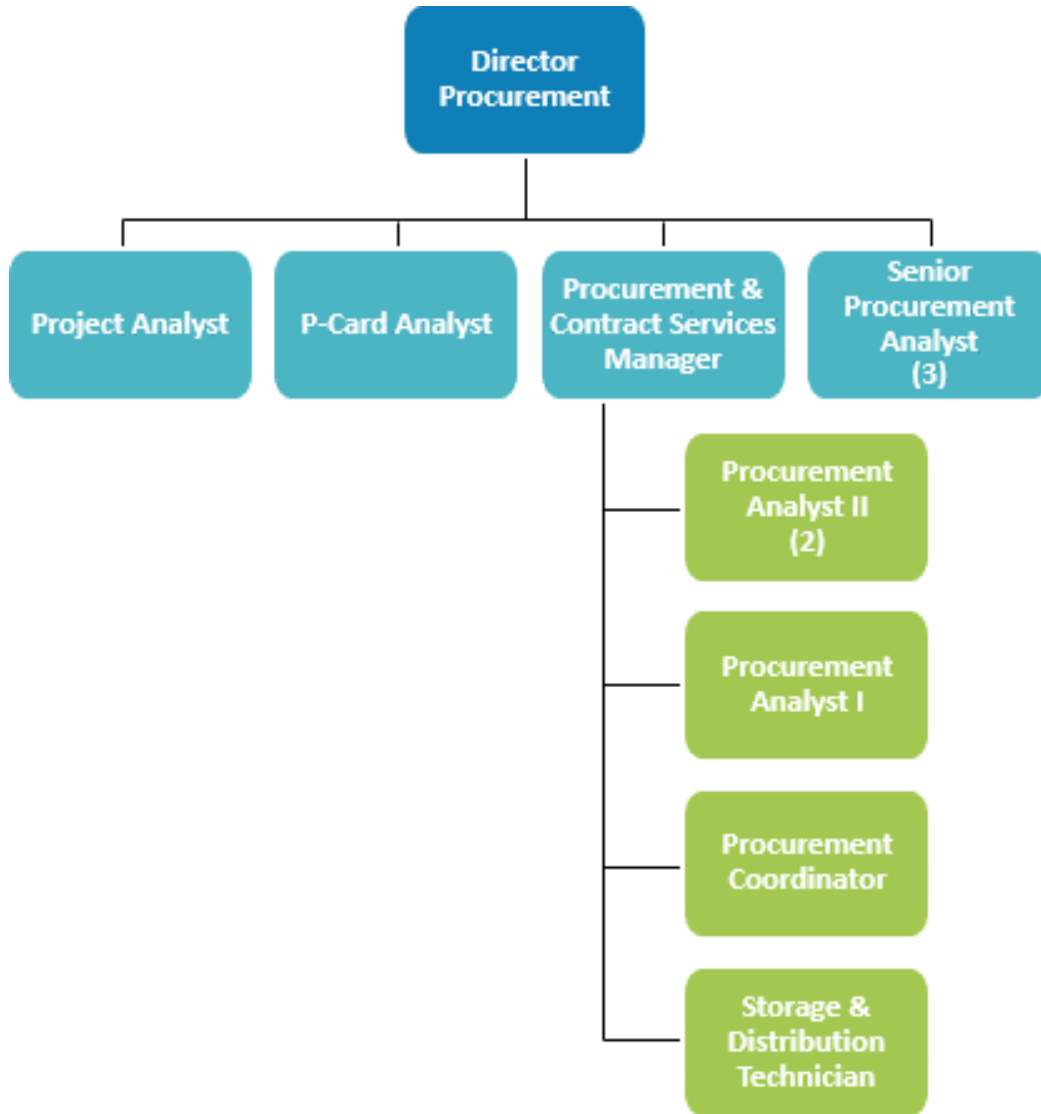 Director
Procurement
Project Analyst
P-Card Analyst
Procurement &
Contract Services
Manager
Senior
Procurement
Analyst
(3)
Procurement
Analyst II
(2)
Procurement
Analyst I
Procurement
Coordinator
Storage &
Distribution
Technician